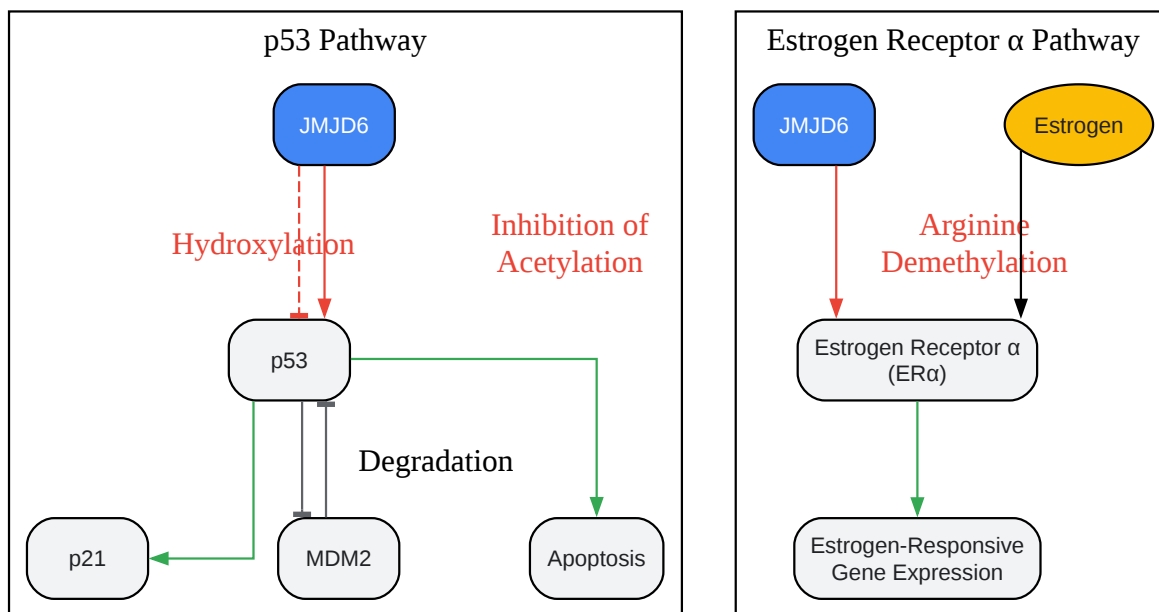 p53 Pathway
JMJD6
Hydroxylation
Inhibition of
Acetylation
p53
Degradation
p21
MDM2
Apoptosis
Estrogen Receptor α Pathway
JMJD6
Estrogen
Arginine
Demethylation
Estrogen Receptor α
(ERα)
Estrogen-Responsive
Gene Expression